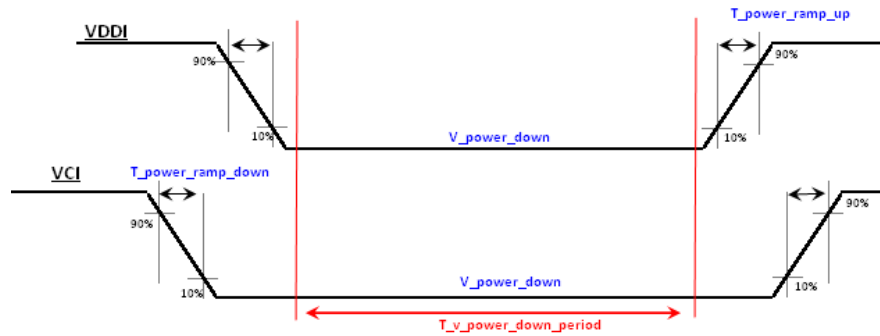 T_power_ramp_up
VDDI
90%
90%
10%
V_power_down
10%
VCI
T_power_ramp_down
90%
90%
10%
V_power_down
10%
T_v_power_down_period